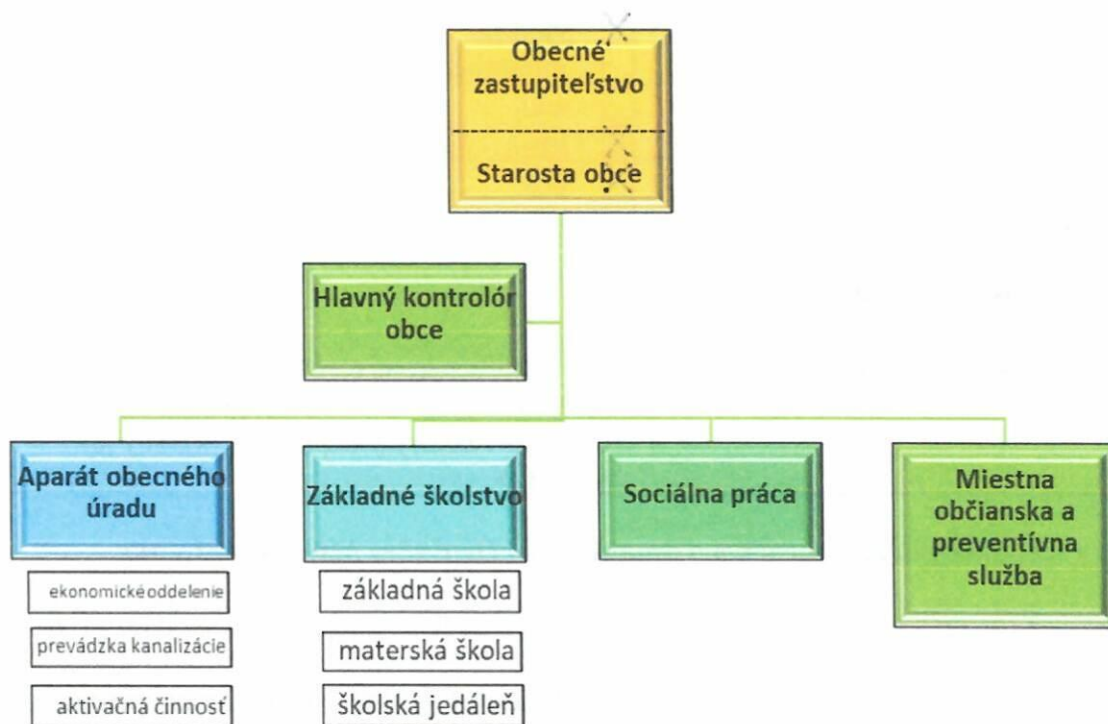 Obecné
zastupiteľstvo
Starosta obce
Hlavný kontrolór
obce
Aparát obecného
úradu
Základné školstvo
Sociálna práca
Miestna
občianska a
preventívna
služba
ekonomické oddelenie
prevádzka kanalizácie
aktivačná činnosť
základná škola
materská škola
školská jedáleň